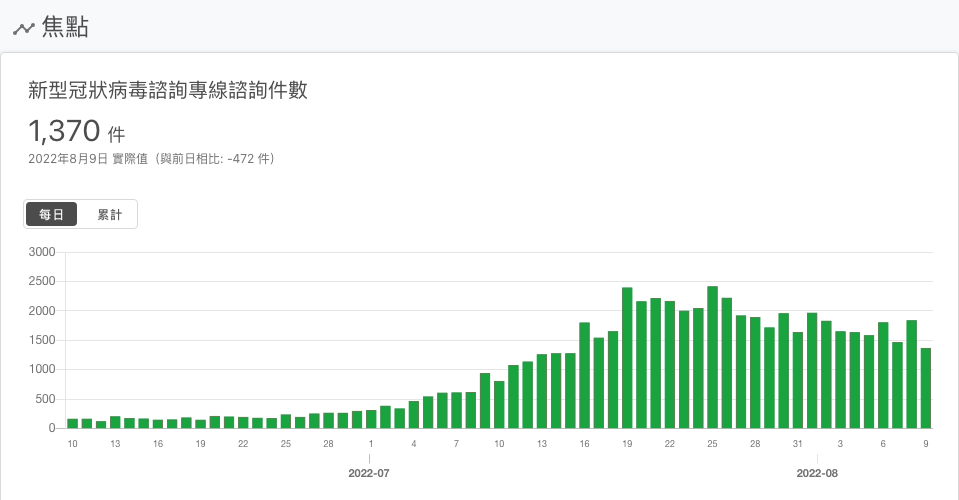 焦點
新型冠狀病毒諮詢專線諮詢件數
1,370 件
2022年8月9日 實際值（與前日相比: -472 件）
每日 累計
3000
2500
2000
1500
1000
500
0
10 13 16 19 22 25 28 1 4 7 10 13 16 19 22 25 28 31 3 6 9
2022-07 2022-08